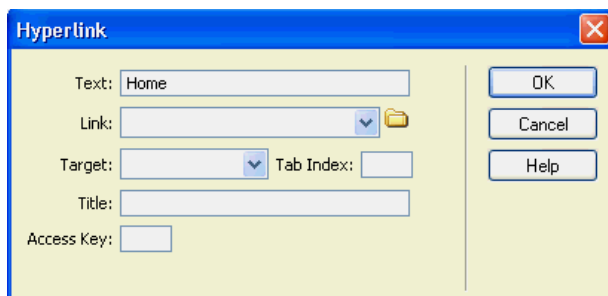 Hyperlink
Text: Home
OK
Link:
Cancel
Target: Tab Index:
Help
Title:
Access Key: